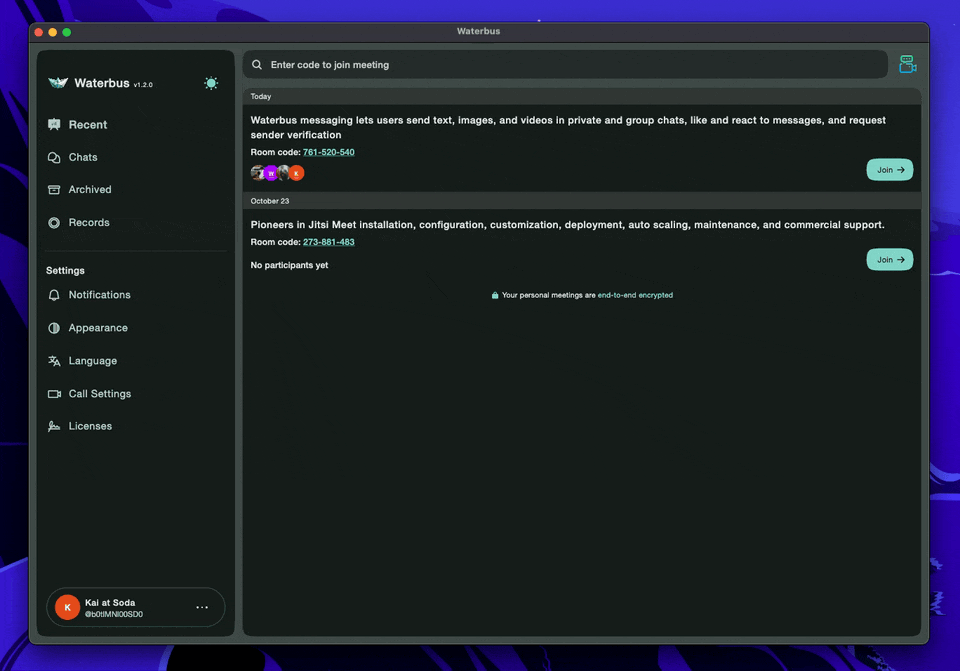 Waterbus
Waterbus v1.2.0
Recent
Chats
Archived
Records
Settings
Notifications
Appearance
Language
Call Settings
Licenses
K
Kai at Soda
Enter code to join meeting
Today
Waterbus messaging lets users send text, images, and videos in private and group chats, like and react to messages, and request
sender verification
Room code: 761-520-540
W
K
Join
October 23
Pioneers in Jitsi Meet installation, configuration, customization, deployment, auto scaling, maintenance, and commercial support.
Room code: 273-881-483
No participants yet
Join
Your personal meetings are end-to-end encrypted